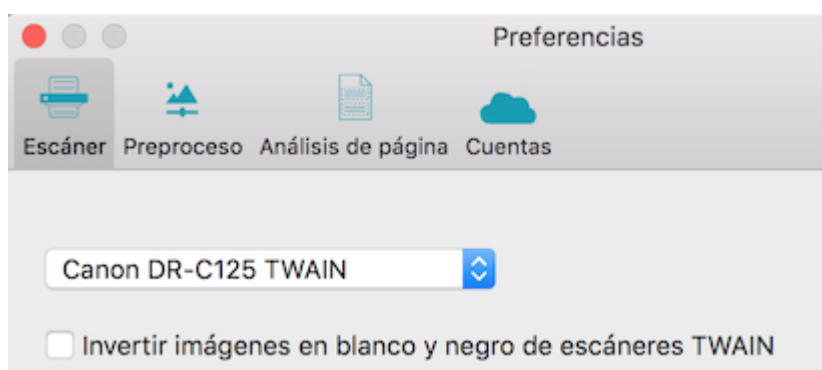 Preferencias
Escáner Preproceso Análisis de página Cuentas
Canon DR-C125 TWAIN
Invertir imágenes en blanco y negro de escáneres TWAIN